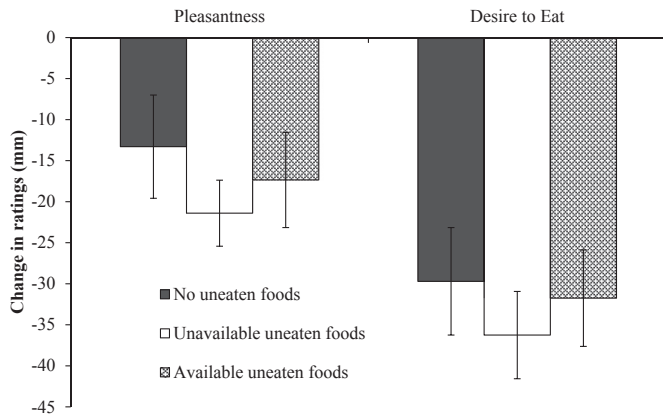 Pleasantness Desire to Eat
0
-5
-10
-15
-20
-25
-30
-35
-40
-45
Change in ratings (mm)
No uneaten foods
Unavailable uneaten foods
Available uneaten foods